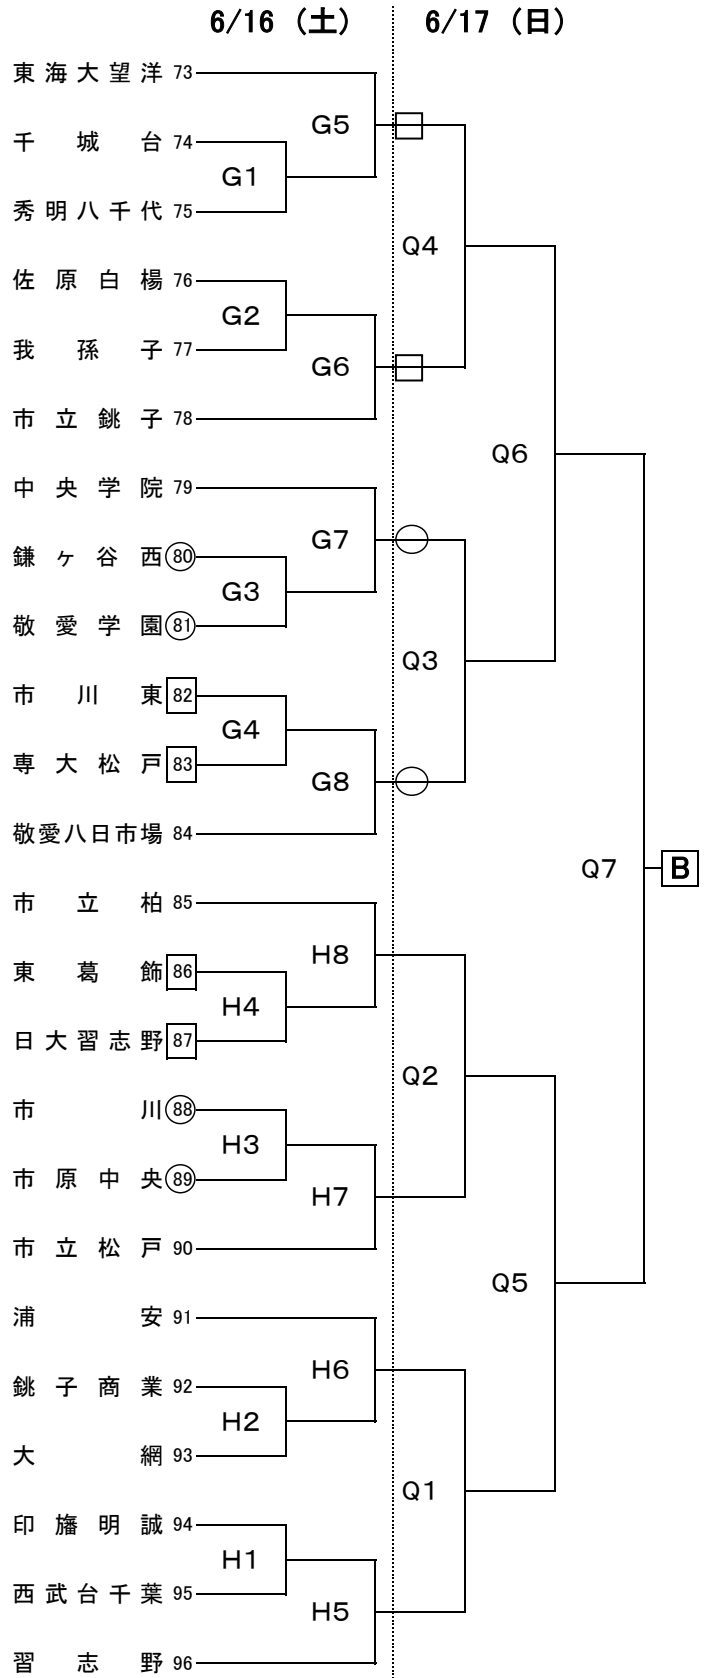 6/16（土） 6/17（日）
東海大望洋 73
G5
千城台 74
G1
秀明八千代 75
Q4
佐原白楊 76
G2
我孫子 77
G6
市立銚子 78
Q6
中央学院 79
G7
鎌ヶ谷西 80
G3
敬愛学園 81
Q3
市川東 82
G4
専大松戸 83
G8
敬愛八日市場 84
Q7 B
市立柏 85
H8
東葛飾 86
H4
日大習志野 87
Q2
市川 88
H3
市原中央 89
H7
市立松戸 90
Q5
浦安 91
H6
銚子商業 92
H2
大網 93
Q1
印旛明誠 94
H1
西武台千葉 95
H5
習志野 96